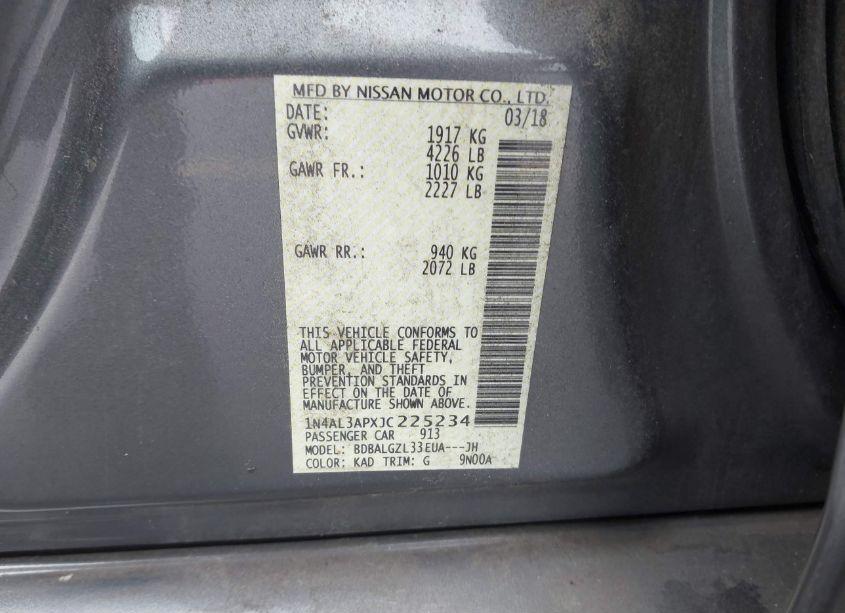 MFD BY NISSAN MOTOR CO., LTD.
DATE: 03/18
GVWR: 1917 KG
4226 LB
GAWR FR.: 1010 KG
2227 LB
GAWR RR.: 940 KG
2072 LB
THIS VEHICLE CONFORMS TO
ALL APPLICABLE FEDERAL
MOTOR VEHICLE SAFETY,
BUMPER, AND THEFT
PREVENTION STANDARDS IN
EFFECT ON THE DATE OF
MANUFACTURE SHOWN ABOVE.
1N4AL3APXJC225234
PASSENGER CAR 913
MODEL: BDBALGZL33EUA---JH
COLOR: KAD TRIM: G 9N00A